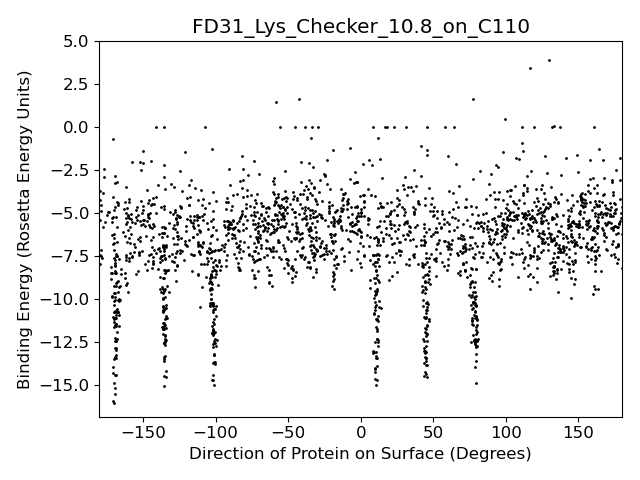 FD31_Lys_Checker_10.8_on_C110
5.0
2.5
0.0
−2.5
−5.0
−7.5
−10.0
−12.5
−15.0
Binding Energy (Rosetta Energy Units)
−150 −100 −50 0 50 100 150
Direction of Protein on Surface (Degrees)